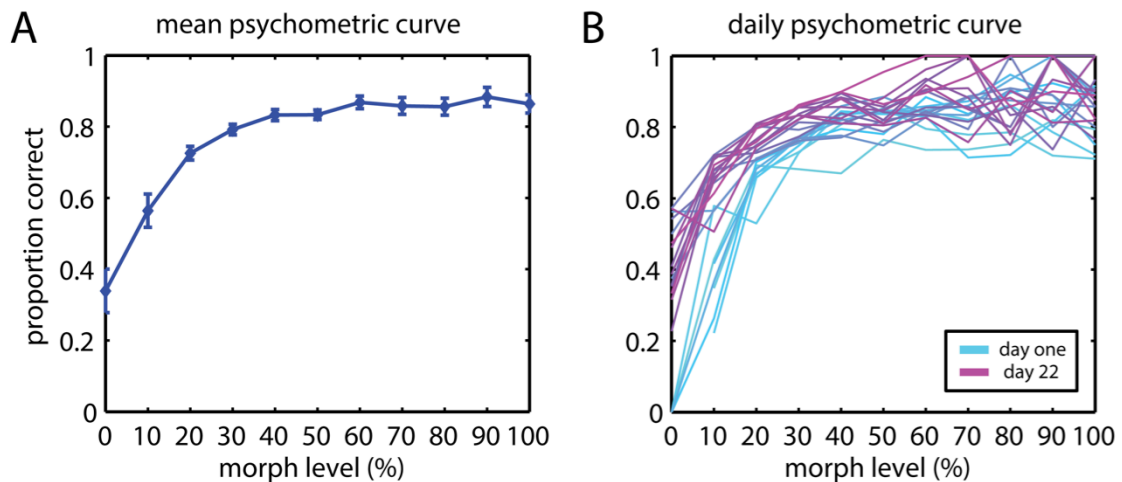 A
mean psychometric curve
proportion correct
1
0.8
0.6
0.4
0.2
0
0 10 20 30 40 50 60 70 80 90 100
morph level (%)
B
daily psychometric curve
1
0.8
0.6
0.4
0.2
0
day one
day 22
0 10 20 30 40 50 60 70 80 90 100
morph level (%)